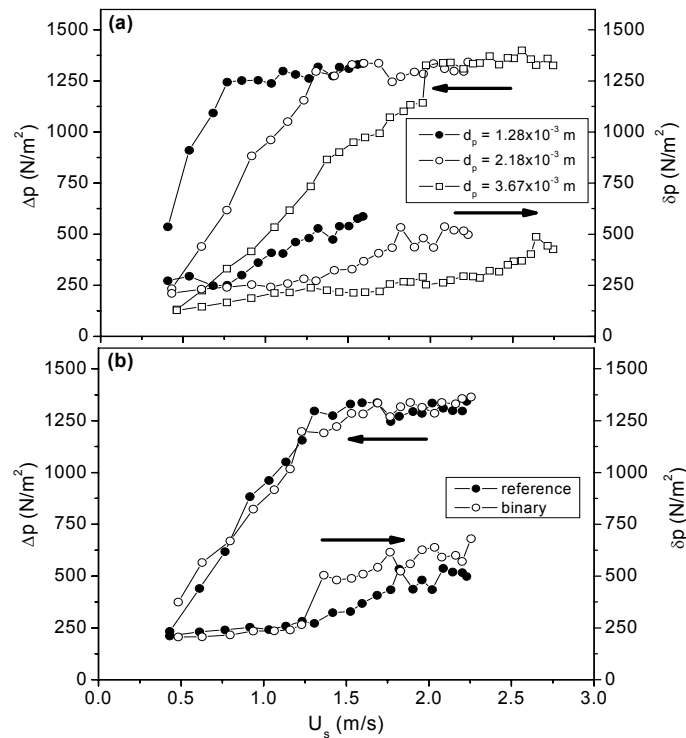 (a)
1500
1250
1000
750
500
250
0
Δp (N/m²)
1500
1250
1000
750
500
250
0
δp (N/m²)
d_p = 1.28x10⁻³ m
d_p = 2.18x10⁻³ m
d_p = 3.67x10⁻³ m
(b)
1500
1250
1000
750
500
250
0
Δp (N/m²)
1500
1250
1000
750
500
250
0
δp (N/m²)
reference
binary
0.0 0.5 1.0 1.5 2.0 2.5 3.0
U_s (m/s)